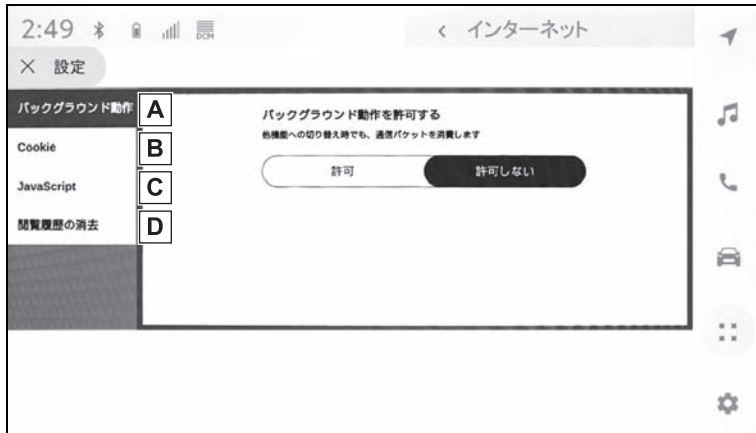 2:49 DCM < インターネット
× 設定
バックグラウンド動作 A
Cookie B
JavaScript C
閲覧履歴の消去 D
バックグラウンド動作を許可する
他機能への切り替え時でも、通信パケットを消費します
許可 許可しない